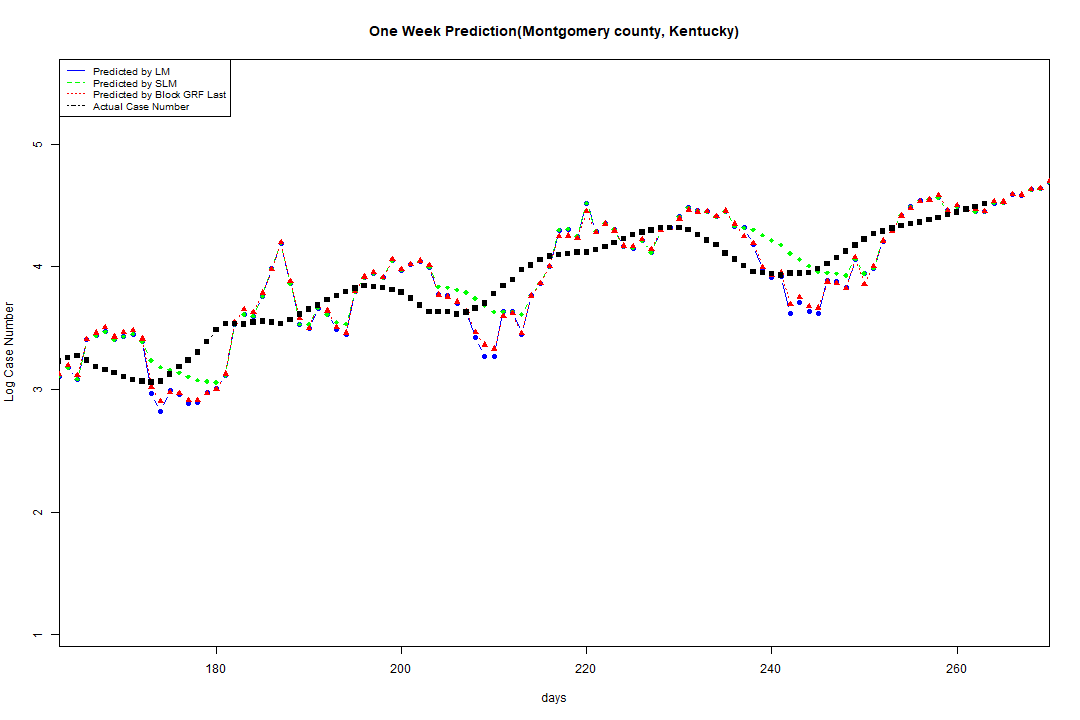 One Week Prediction(Montgomery county, Kentucky)
Predicted by LM
Predicted by SLM
Predicted by Block GRF Last
Actual Case Number
5
4
3
2
1
Log Case Number
180 200 220 240 260
days